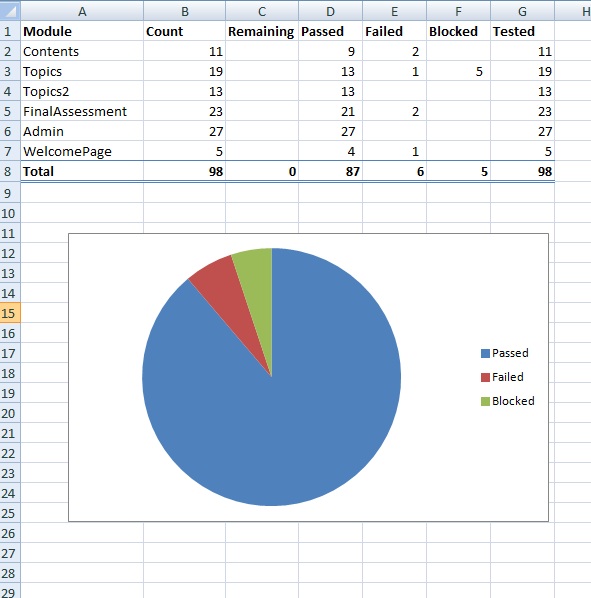 A B C D E F G H
1 Module Count Remaining Passed Failed Blocked Tested
2 Contents 11 9 2 11
3 Topics 19 13 1 5 19
4 Topics2 13 13 13
5 FinalAssessment 23 21 2 23
6 Admin 27 27 27
7 WelcomePage 5 4 1 5
8 Total 98 0 87 6 5 98
9
10
11
12
13
14
15
16
17 Passed
18 Failed
19 Blocked
20
21
22
23
24
25
26
27
28
29